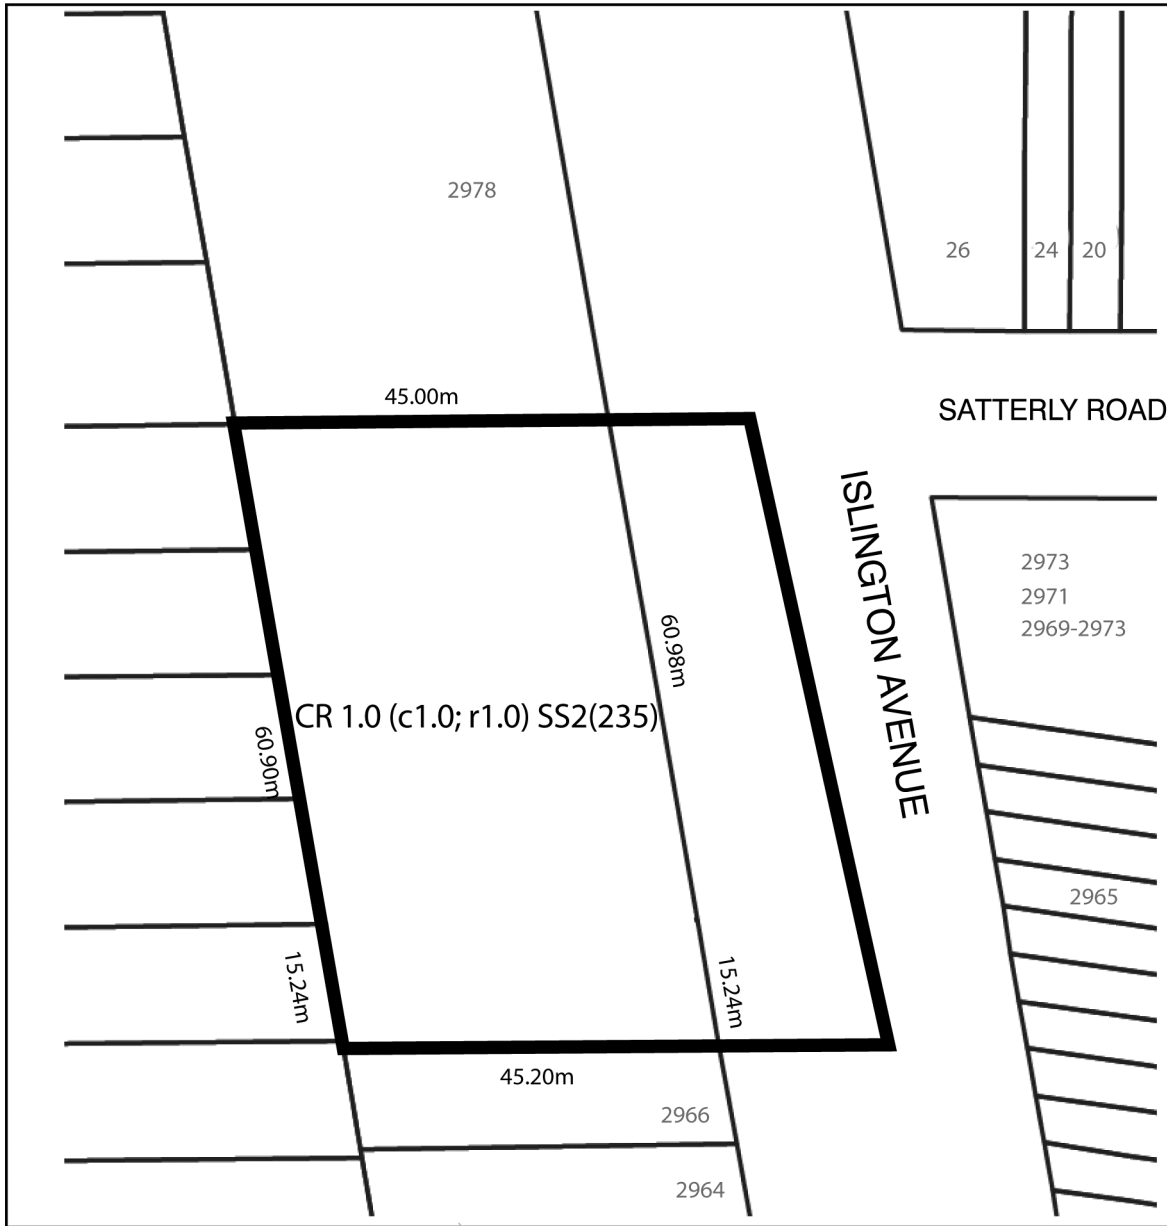 2978
26
24
20
45.00m
SATTERLY ROAD
ISLINGTON AVENUE
2973
2971
2969-2973
60.98m
CR 1.0 (c1.0; r1.0) SS2(235)
60.90m
2965
15.24m
15.24m
45.20m
2966
2964